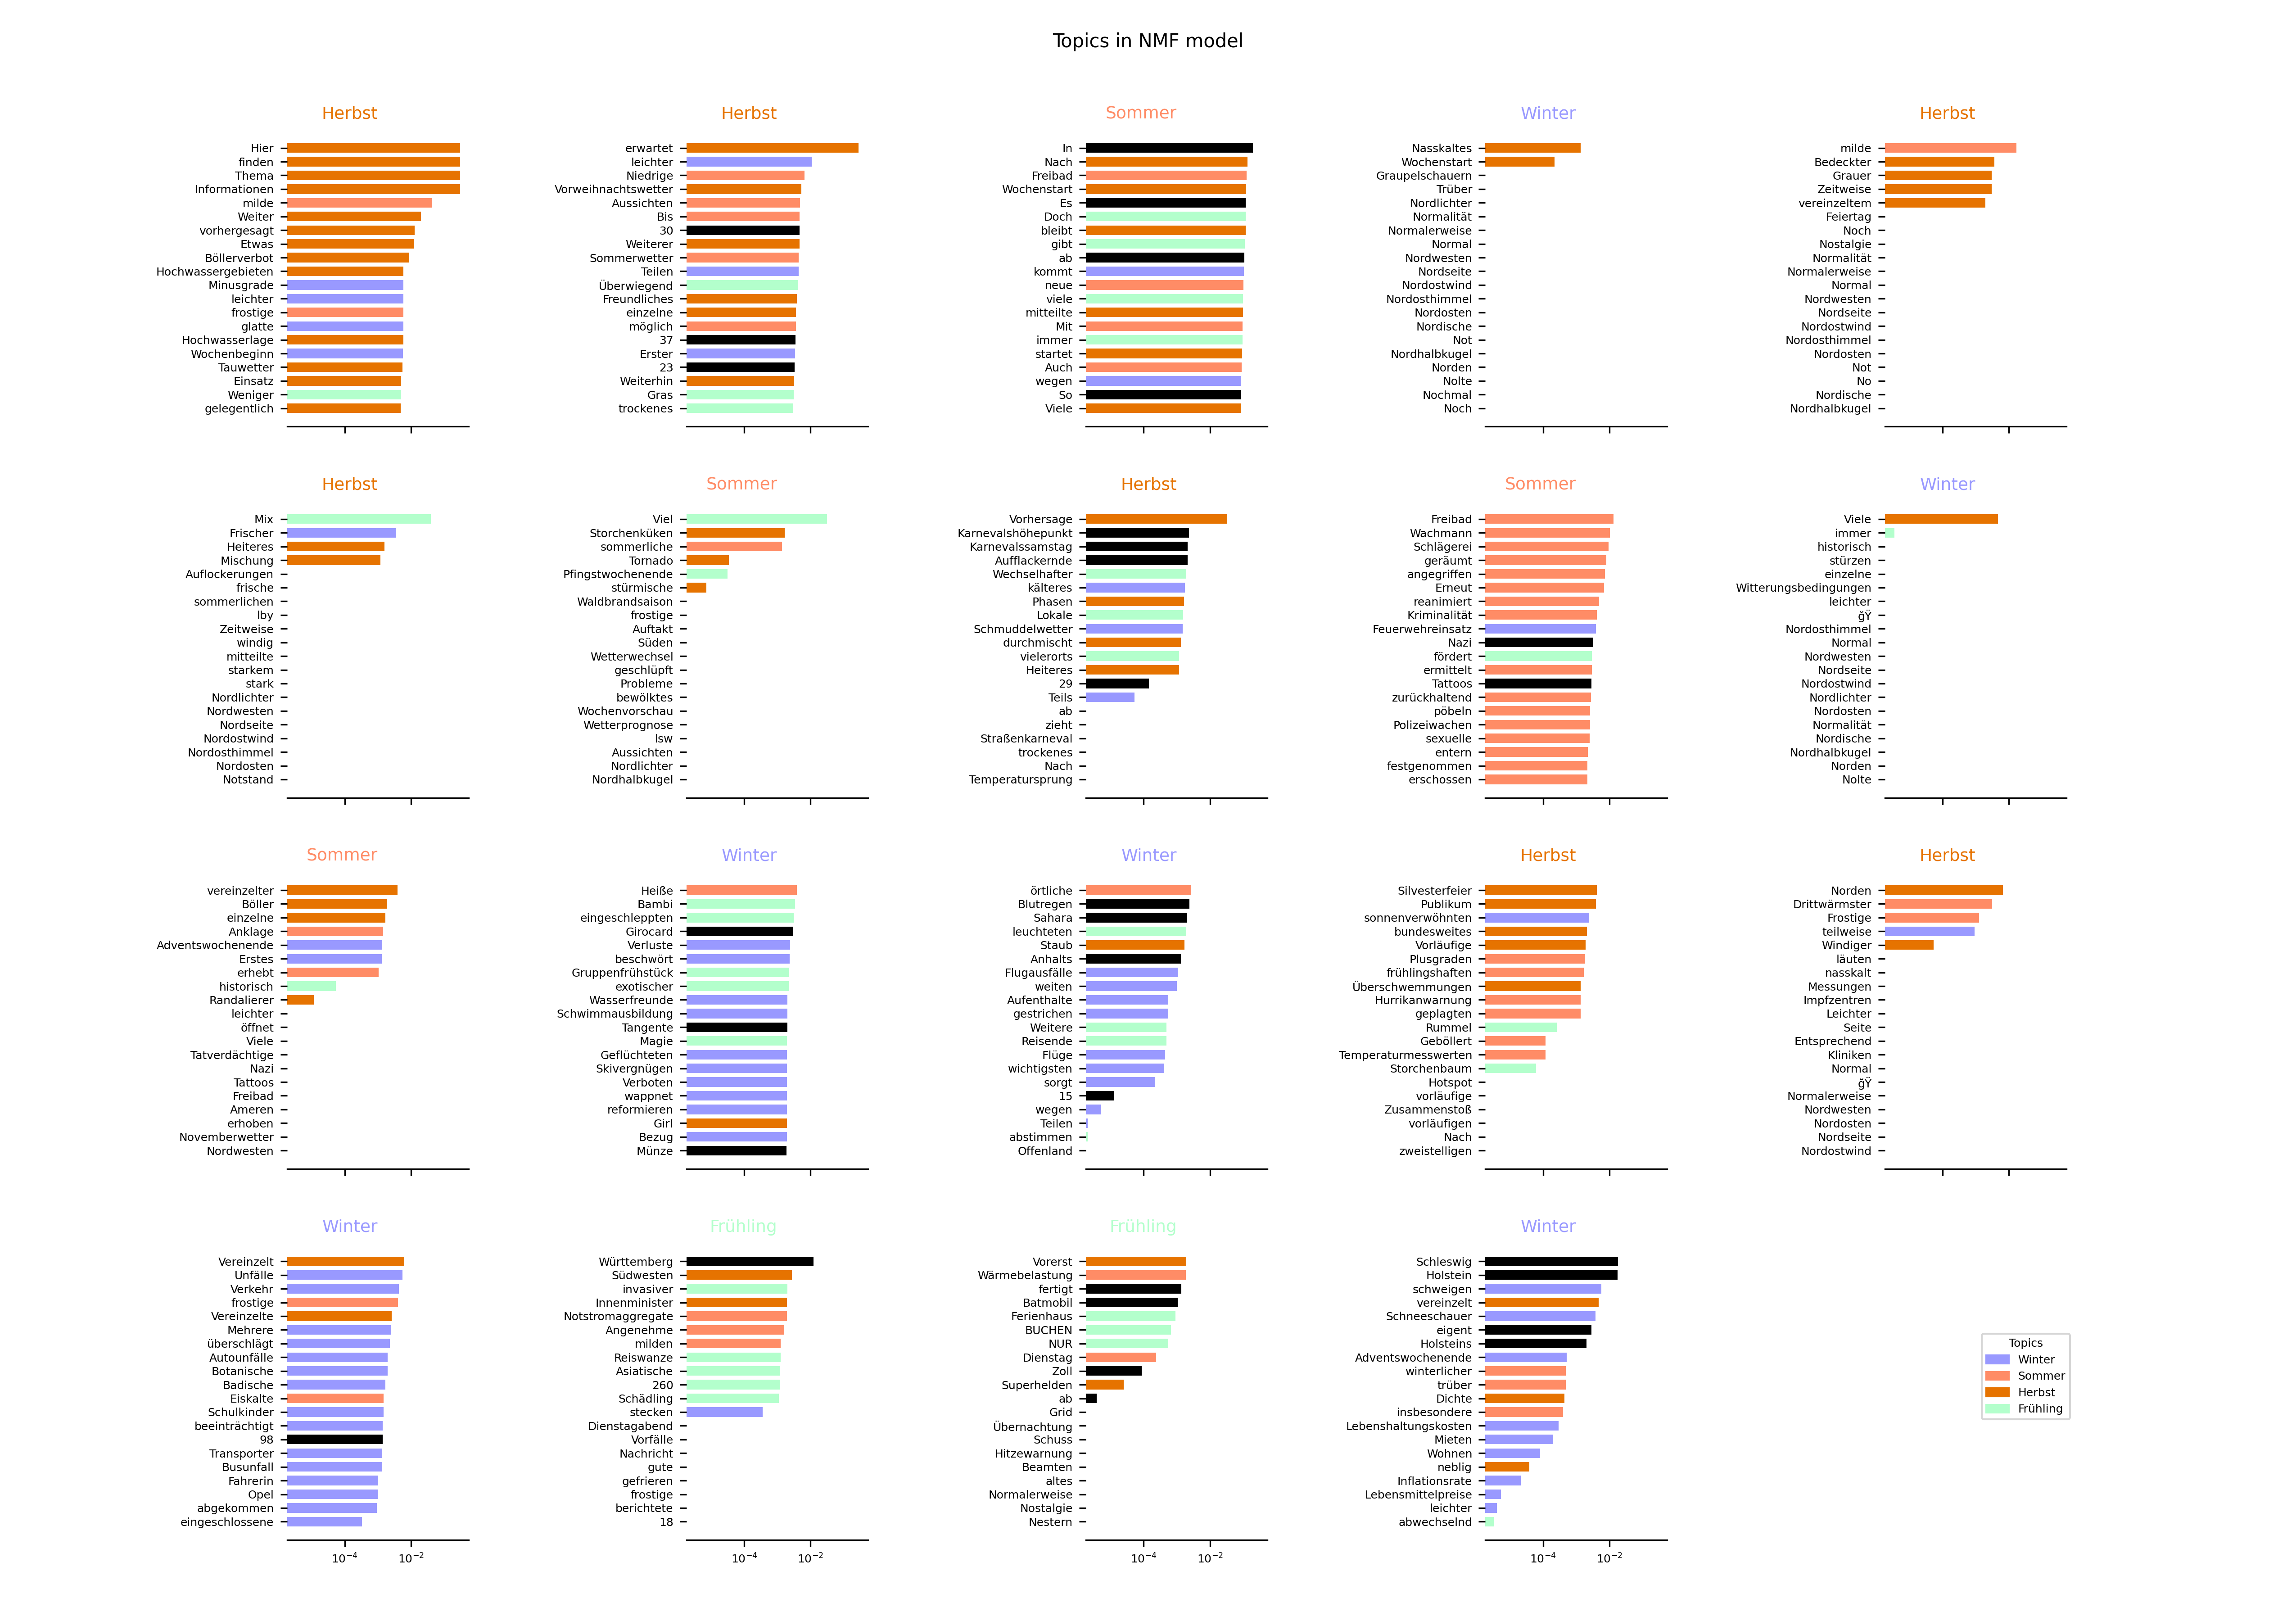 Topics in NMF model
Herbst
Hier
finden
Thema
Informationen
milde
Weiter
vorhergesagt
Etwas
Böllerverbot
Hochwassergebieten
Minusgrade
leichter
frostige
glatte
Hochwasserlage
Wochenbeginn
Tauwetter
Einsatz
Weniger
gelegentlich
Herbst
erwartet
leichter
Niedrige
Vorweihnachtswetter
Aussichten
Bis
30
Weiterer
Sommerwetter
Teilen
Überwiegend
Freundliches
einzelne
möglich
37
Erster
23
Weiterhin
Gras
trockenes
Sommer
In
Nach
Freibad
Wochenstart
Es
Doch
bleibt
gibt
ab
kommt
neue
viele
mitteilte
Mit
immer
startet
Auch
wegen
So
Viele
Winter
Nasskaltes
Wochenstart
Graupelschauern
Trüber
Nordlichter
Normalität
Normalerweise
Normal
Nordwesten
Nordseite
Nordostwind
Nordosthimmel
Nordosten
Nordische
Not
Nordhalbkugel
Norden
Nolte
Nochmal
Noch
Herbst
milde
Bedeckter
Grauer
Zeitweise
vereinzeltem
Feiertag
Noch
Nostalgie
Normalität
Normalerweise
Normal
Nordwesten
Nordseite
Nordostwind
Nordosthimmel
Nordosten
Not
No
Nordische
Nordhalbkugel
Herbst
Mix
Frischer
Heiteres
Mischung
Auflockerungen
frische
sommerlichen
lby
Zeitweise
windig
mitteilte
starkem
stark
Nordlichter
Nordwesten
Nordseite
Nordostwind
Nordosthimmel
Nordosten
Notstand
Sommer
Viel
Storchenküken
sommerliche
Tornado
Pfingstwochenende
stürmische
Waldbrandsaison
frostige
Auftakt
Süden
Wetterwechsel
geschlüpft
Probleme
bewölktes
Wochenvorschau
Wetterprognose
lsw
Aussichten
Nordlichter
Nordhalbkugel
Herbst
Vorhersage
Karnevalshöhepunkt
Karnevalssamstag
Aufflackernde
Wechselhafter
kälteres
Phasen
Lokale
Schmuddelwetter
durchmischt
vielerorts
Heiteres
29
Teils
ab
zieht
Straßenkarneval
trockenes
Nach
Temperatursprung
Sommer
Freibad
Wachmann
Schlägerei
geräumt
angegriffen
Erneut
reanimiert
Kriminalität
Feuerwehreinsatz
Nazi
fördert
ermittelt
Tattoos
zurückhaltend
pöbeln
Polizeiwachen
sexuelle
entern
festgenommen
erschossen
Winter
Viele
immer
historisch
stürzen
einzelne
Witterungsbedingungen
leichter
ğŸ
Nordosthimmel
Normal
Nordwesten
Nordseite
Nordostwind
Nordlichter
Nordosten
Normalität
Nordische
Nordhalbkugel
Norden
Nolte
Sommer
vereinzelter
Böller
einzelne
Anklage
Adventswochenende
Erstes
erhebt
historisch
Randalierer
leichter
öffnet
Viele
Tatverdächtige
Nazi
Tattoos
Freibad
Ameren
erhoben
Novemberwetter
Nordwesten
Winter
Heiße
Bambi
eingeschleppten
Girocard
Verluste
beschwört
Gruppenfrühstück
exotischer
Wasserfreunde
Schwimmausbildung
Tangente
Magie
Geflüchteten
Skivergnügen
Verboten
wappnet
reformieren
Girl
Bezug
Münze
Winter
örtliche
Blutregen
Sahara
leuchteten
Staub
Anhalts
Flugausfälle
weiten
Aufenthalte
gestrichen
Weitere
Reisende
Flüge
wichtigsten
sorgt
15
wegen
Teilen
abstimmen
Offenland
Herbst
Silvesterfeier
Publikum
sonnenverwöhnten
bundesweites
Vorläufige
Plusgraden
frühlingshaften
Überschwemmungen
Hurrikanwarnung
geplagten
Rummel
Geböllert
Temperaturmesswerten
Storchenbaum
Hotspot
vorläufige
Zusammenstoß
vorläufigen
Nach
zweistelligen
Herbst
Norden
Drittwärmster
Frostige
teilweise
Windiger
läuten
nasskalt
Messungen
Impfzentren
Leichter
Seite
Entsprechend
Kliniken
Normal
ğŸ
Normalerweise
Nordwesten
Nordosten
Nordseite
Nordostwind
Winter
Vereinzelt
Unfälle
Verkehr
frostige
Vereinzelte
Mehrere
überschlägt
Autounfälle
Botanische
Badische
Eiskalte
Schulkinder
beeinträchtigt
98
Transporter
Busunfall
Fahrerin
Opel
abgekommen
eingeschlossene
10⁻⁴ 10⁻²
Frühling
Württemberg
Südwesten
invasiver
Innenminister
Notstromaggregate
Angenehme
milden
Reiswanze
Asiatische
260
Schädling
stecken
Dienstagabend
Vorfälle
Nachricht
gute
gefrieren
frostige
berichtete
18
10⁻⁴ 10⁻²
Frühling
Vorerst
Wärmebelastung
fertigt
Batmobil
Ferienhaus
BUCHEN
NUR
Dienstag
Zoll
Superhelden
ab
Grid
Übernachtung
Schuss
Hitzewarnung
Beamten
altes
Normalerweise
Nostalgie
Nestern
10⁻⁴ 10⁻²
Winter
Schleswig
Holstein
schweigen
vereinzelt
Schneeschauer
eigent
Holsteins
Adventswochenende
winterlicher
trüber
Dichte
insbesondere
Lebenshaltungskosten
Mieten
Wohnen
neblig
Inflationsrate
Lebensmittelpreise
leichter
abwechselnd
10⁻⁴ 10⁻²
Topics
Winter
Sommer
Herbst
Frühling